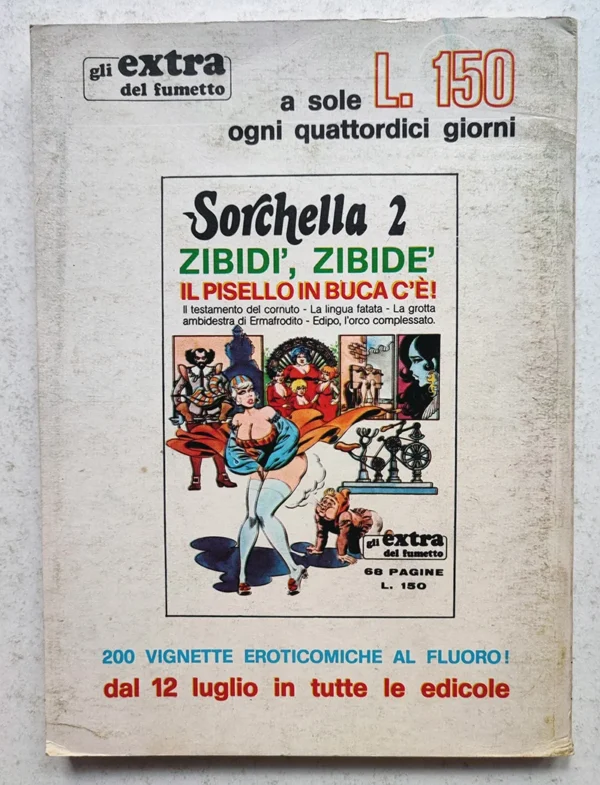 gli extra
del fumetto
a sole L. 150
ogni quattordici giorni
Sorchella 2
ZIBIDI', ZIBIDE'
IL PISELLO IN BUCA C'È!
Il testamento del cornuto - La lingua fatata - La grotta
ambidestra di Ermafrodito - Edipo, l'orco complessato.
gli extra
del fumetto
68 PAGINE
L. 150
200 VIGNETTE EROTICOMICHE AL FLUORO!
dal 12 luglio in tutte le edicole